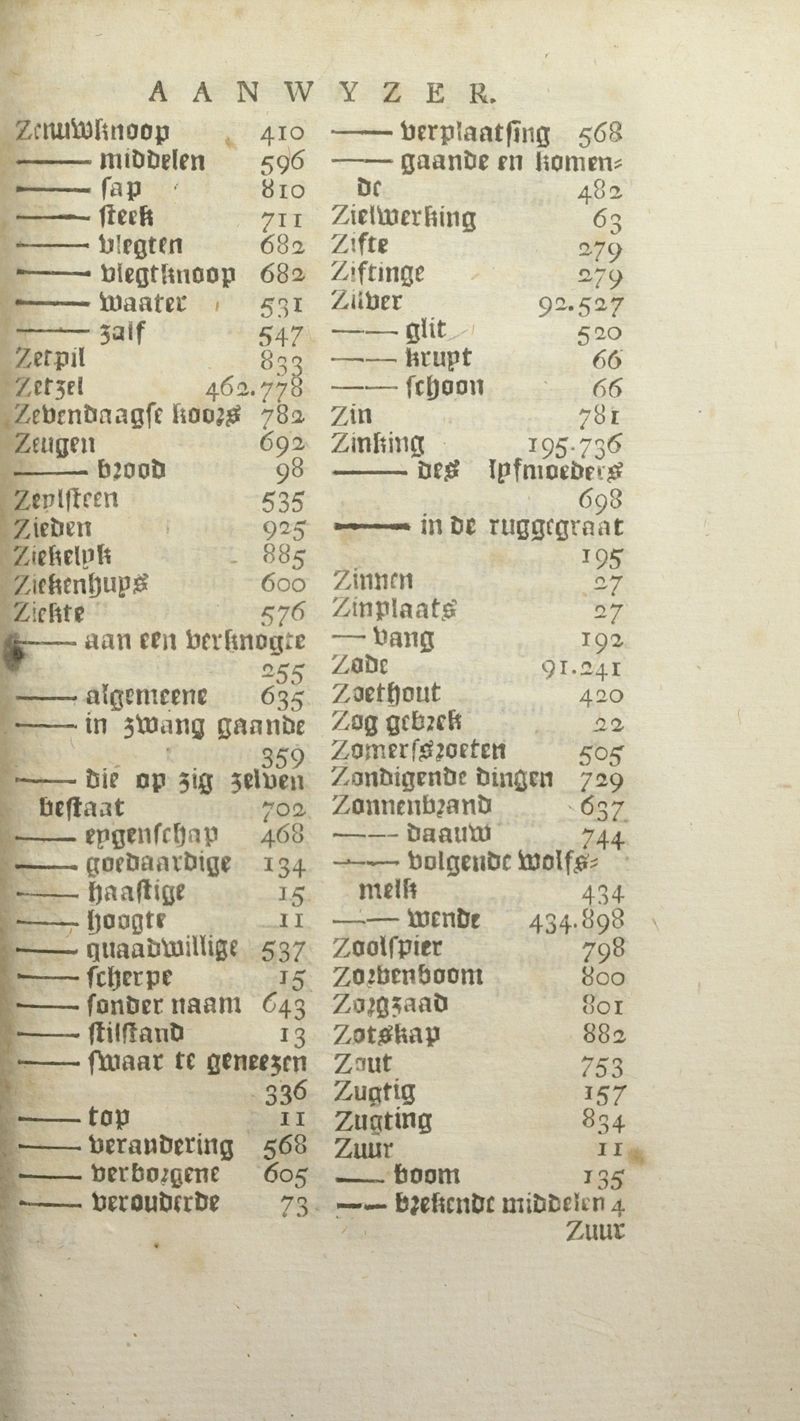 AANWYZER.
Zenuwknoop 410
—— middelen 596
—— sap 810
—— steek 711
—— vlegten 682
—— vlegtknoop 682
—— waater 531
—— zalf 547
Zerpil 833
Zetzel 462.778
Zevendaagse koorz 782
Zeugen 692
—— brood 98
Zeylsteen 535
Zieden 925
Ziekelyk 885
Ziekenhuys 600
Ziekte 576
—— aan een verknogte
255
—— algemeene 635
—— in zwang gaande
359
—— die op zig zelven
bestaat 702
—— eygenschap 468
—— goedaardige 134
—— haastige 15
—— hoogte 11
—— quaadwillige 537
—— scherpe 15
—— sonder naam 643
—— stilstand 13
—— swaar te geneezen
336
—— top 11
—— verandering 568
—— verborgene 605
—— verouderde 73
—— verplaatsing 568
—— gaande en komen-
de 482
Zielwerking 63
Zifte 279
Ziftinge 279
Zilver 92.527
—— glit 520
—— kruyt 66
—— schoon 66
Zin 781
Zinking 195.736
—— des lyfmoeders
698
—— in de ruggegraat
195
Zinnen 27
Zinplaats 27
—— vang 192
Zode 91.241
Zoethout 420
Zog gebrek 22
Zomersproeten 505
Zondigende dingen 729
Zonnenbrand 637
—— daauw 744
—— volgende wolfs-
melk 434
—— wende 434.898
Zoolspier 798
Zorbenboom 800
Zorgzaad 801
Zotskap 882
Zout 753
Zugtig 157
Zugting 834
Zuur 11
—— boom 135
—— brekende middelen 4
Zuur